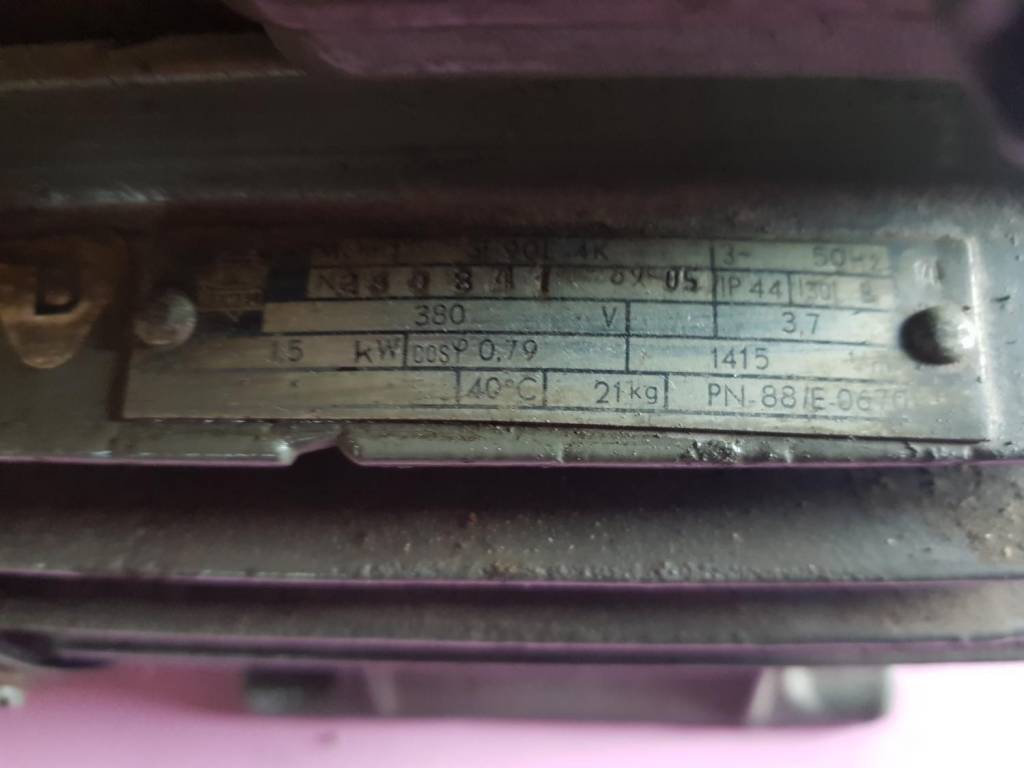 D
4K 3~ 50Hz
05 IP 44 130 B
380 V 3,7
1.5 kW cosφ 0,79 1415
40°C 21kg PN-88/E-0670